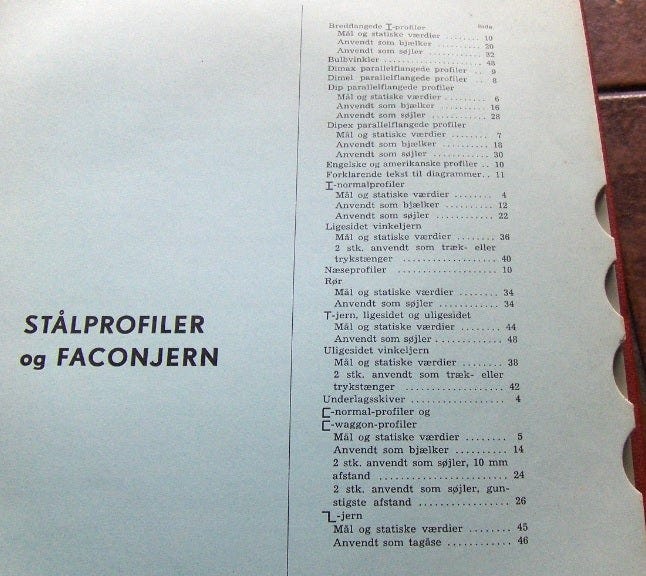 STÅLPROFILER
og FACONJERN
Side
Bredflangede I-profiler
Mål og statiske værdier ......... 10
Anvendt som bjælker .......... 20
Anvendt som søjler ............ 32
Bulbvinkler .................... 48
Dimax parallelflangede profiler .. 9
Dimel parallelflangede profiler .. 8
Dip parallelflangede profiler
Mål og statiske værdier ......... 6
Anvendt som bjælker .......... 16
Anvendt som søjler ............ 28
Dipex parallelflangede profiler
Mål og statiske værdier ......... 7
Anvendt som bjælker .......... 18
Anvendt som søjler ............ 30
Engelske og amerikanske profiler .. 10
Forklarende tekst til diagrammer .. 11
I-normalprofiler
Mål og statiske værdier ........ 4
Anvendt som bjælker .......... 12
Anvendt som søjler ............ 22
Ligesidet vinkeljern
Mål og statiske værdier ........ 36
2 stk. anvendt som træk- eller
trykstænger .................. 40
Næseprofiler ................... 10
Rør
Mål og statiske værdier ........ 34
Anvendt som søjler ............ 34
T-jern, ligesidet og uligesidet
Mål og statiske værdier ........ 44
Anvendt som søjler ............ 48
Uligesidet vinkeljern
Mål og statiske værdier ........ 38
2 stk. anvendt som træk- eller
trykstænger .................. 42
Underlagsskiver ................. 4
[-normal-profiler og
[-waggon-profiler
Mål og statiske værdier ........ 5
Anvendt som bjælker .......... 14
2 stk. anvendt som søjler, 10 mm
afstand ...................... 24
2 stk. anvendt som søjler, gun-
stigste afstand ................ 26
Z-jern
Mål og statiske værdier ........ 45
Anvendt som tagåse ............ 46